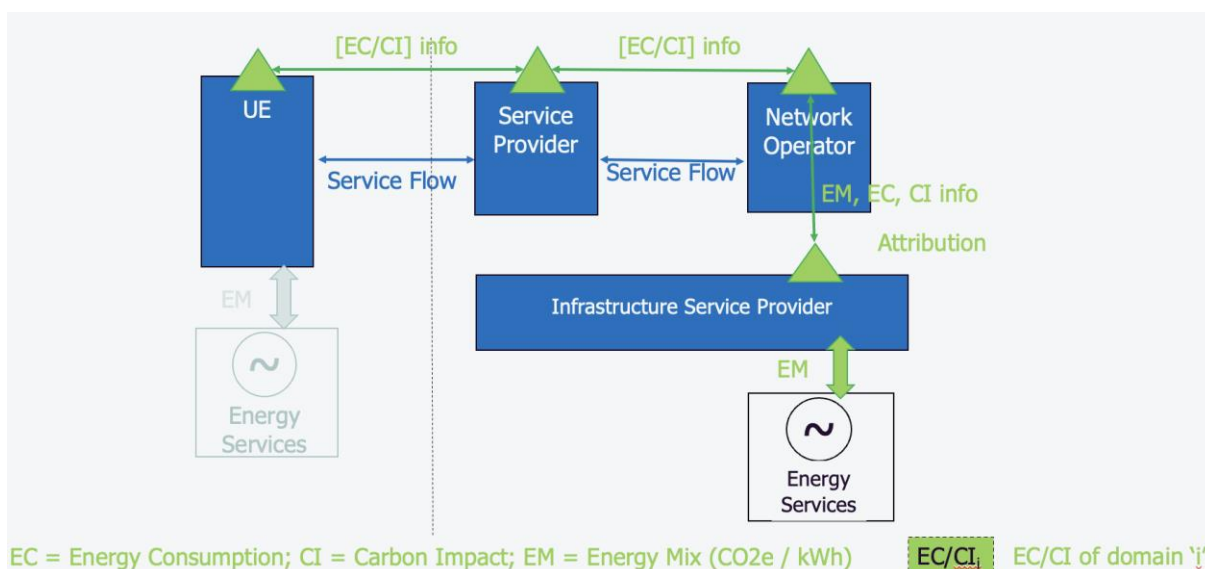 [EC/CI] info
[EC/CI] info
UE
Service
Provider
Network
Operator
Service Flow
Service Flow
EM, EC, CI info
Attribution
EM
Infrastructure Service Provider
EM
~
Energy
Services
~
Energy
Services
EC = Energy Consumption; CI = Carbon Impact; EM = Energy Mix (CO2e / kWh)
EC/CIi
EC/CI of domain ‘i’